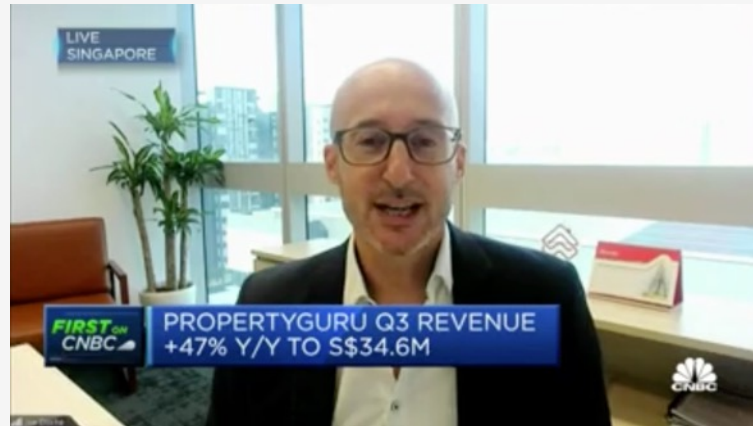 LIVE
SINGAPORE
FIRST ON
CNBC
PROPERTYGURU Q3 REVENUE
+47% Y/Y TO S$34.6M
CNBC